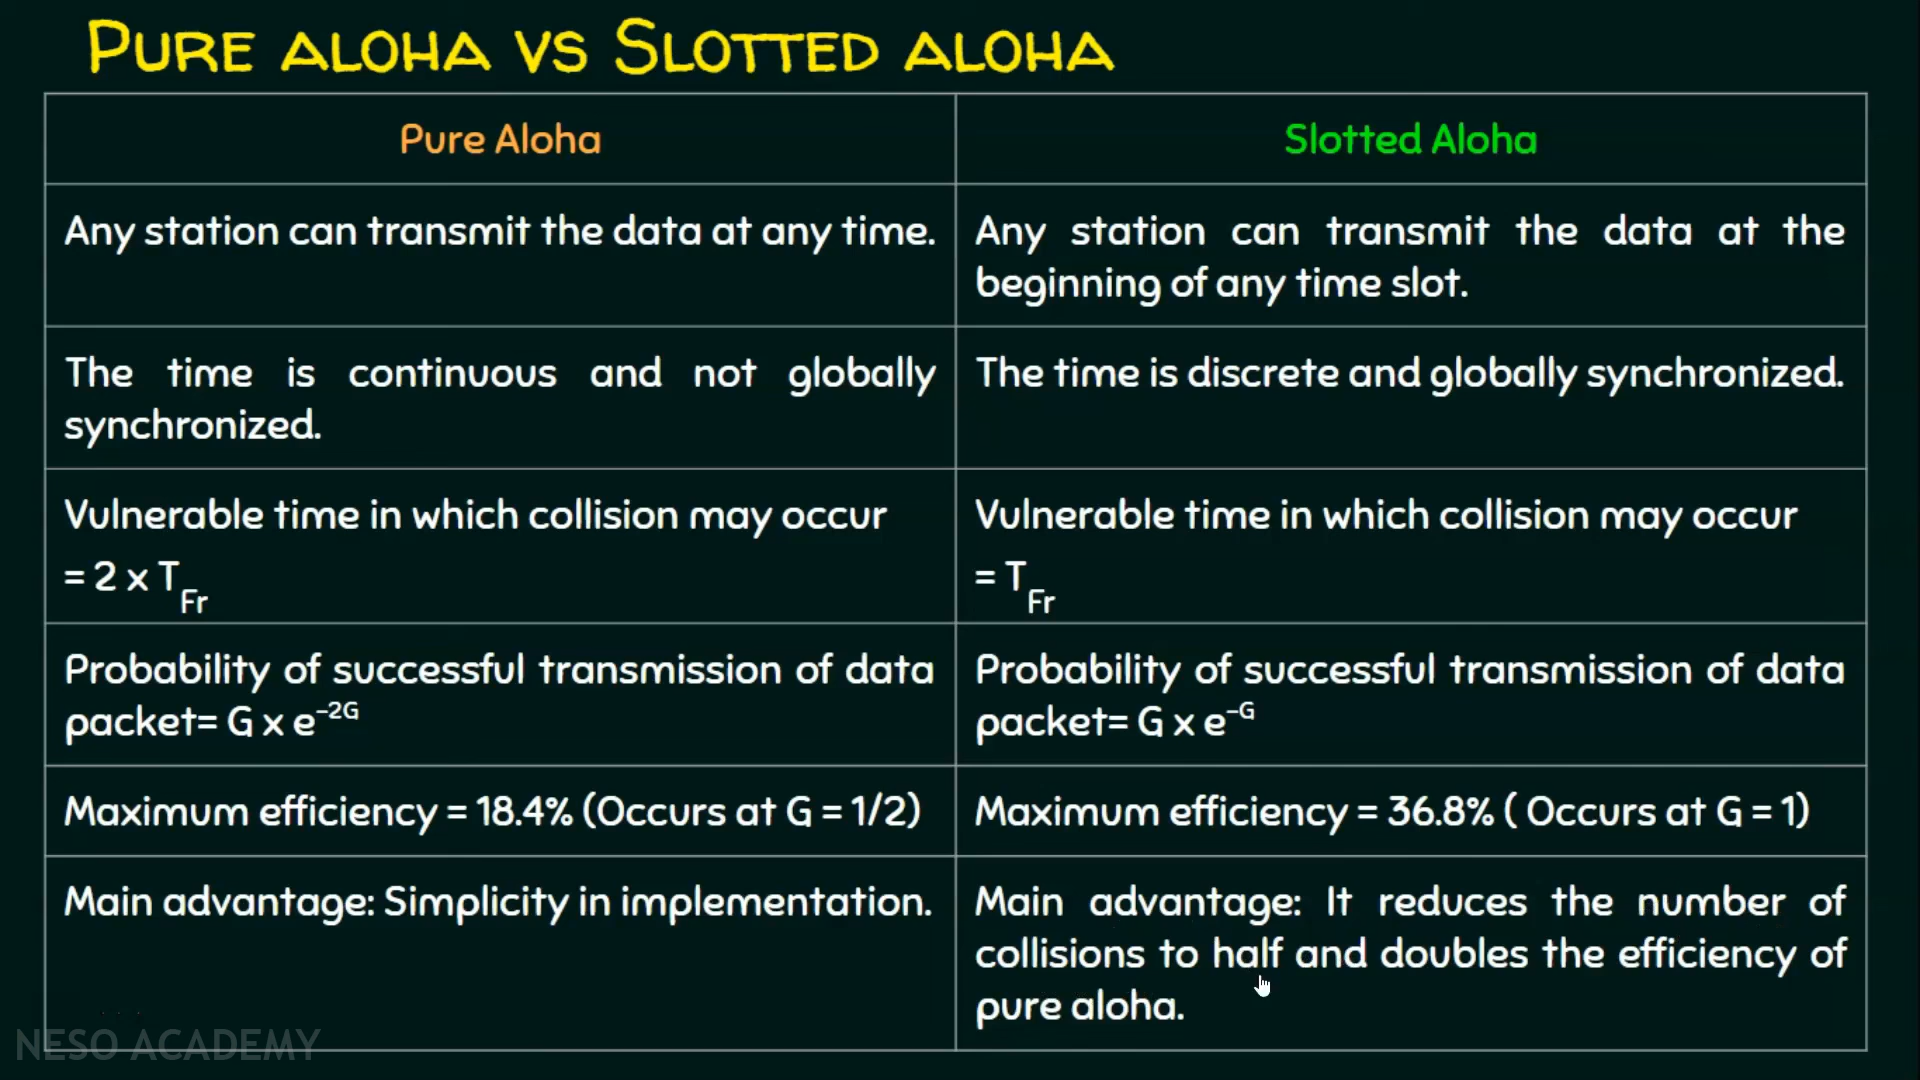 PURE ALOHA VS SLOTTED ALOHA
Pure Aloha
Slotted Aloha
Any station can transmit the data at any time.
Any station can transmit the data at the
beginning of any time slot.
The time is continuous and not globally
synchronized.
The time is discrete and globally synchronized.
Vulnerable time in which collision may occur
= 2 x T_Fr
Vulnerable time in which collision may occur
= T_Fr
Probability of successful transmission of data
packet= G x e^-2G
Probability of successful transmission of data
packet= G x e^-G
Maximum efficiency = 18.4% (Occurs at G = 1/2)
Maximum efficiency = 36.8% ( Occurs at G = 1)
Main advantage: Simplicity in implementation.
Main advantage: It reduces the number of
collisions to half and doubles the efficiency of
pure aloha.
NESO ACADEMY